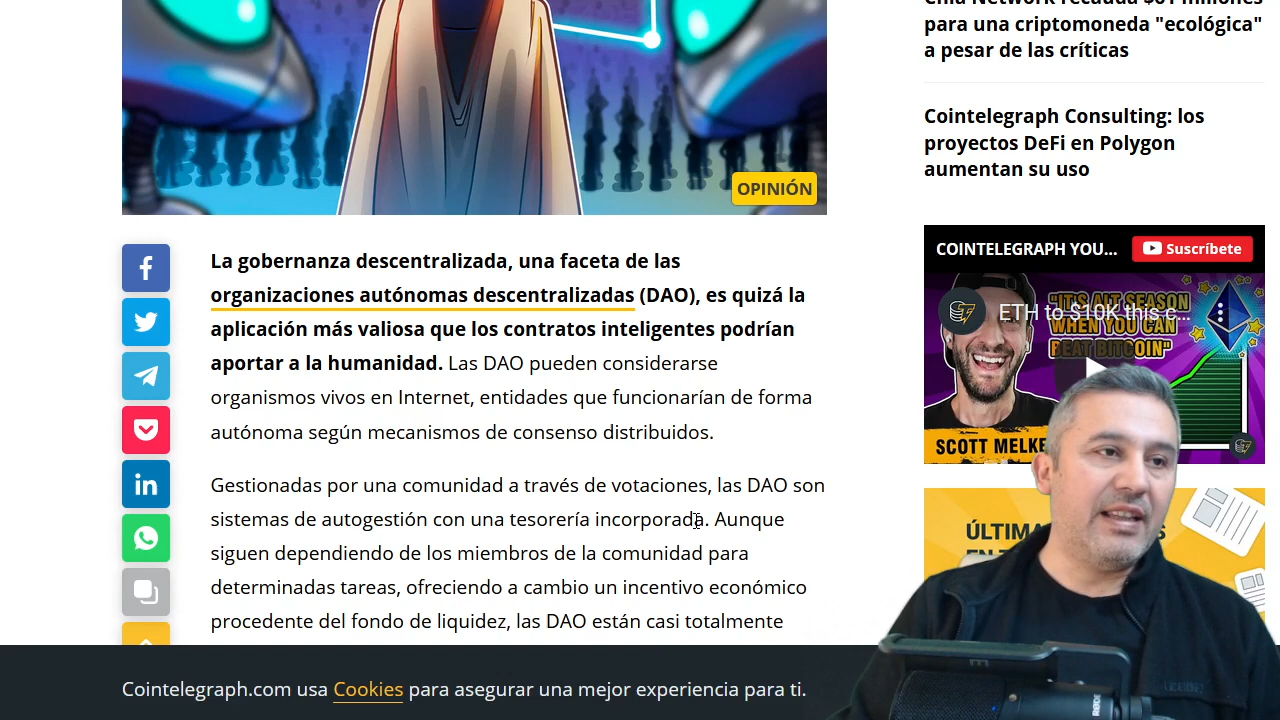 Chia Network recauda $61 millones
para una criptomoneda "ecológica"
a pesar de las críticas
Cointelegraph Consulting: los
proyectos DeFi en Polygon
aumentan su uso
OPINIÓN
COINTELEGRAPH YOU...
Suscríbete
ETH to $10K this c...
"IT'S ALT SEASON
WHEN YOU CAN
BEAT BITCOIN"
SCOTT MELKE
La gobernanza descentralizada, una faceta de las
organizaciones autónomas descentralizadas (DAO), es quizá la
aplicación más valiosa que los contratos inteligentes podrían
aportar a la humanidad. Las DAO pueden considerarse
organismos vivos en Internet, entidades que funcionarían de forma
autónoma según mecanismos de consenso distribuidos.
Gestionadas por una comunidad a través de votaciones, las DAO son
sistemas de autogestión con una tesorería incorporada. Aunque
siguen dependiendo de los miembros de la comunidad para
determinadas tareas, ofreciendo a cambio un incentivo económico
procedente del fondo de liquidez, las DAO están casi totalmente
Cointelegraph.com usa Cookies para asegurar una mejor experiencia para ti.
in
RØDE